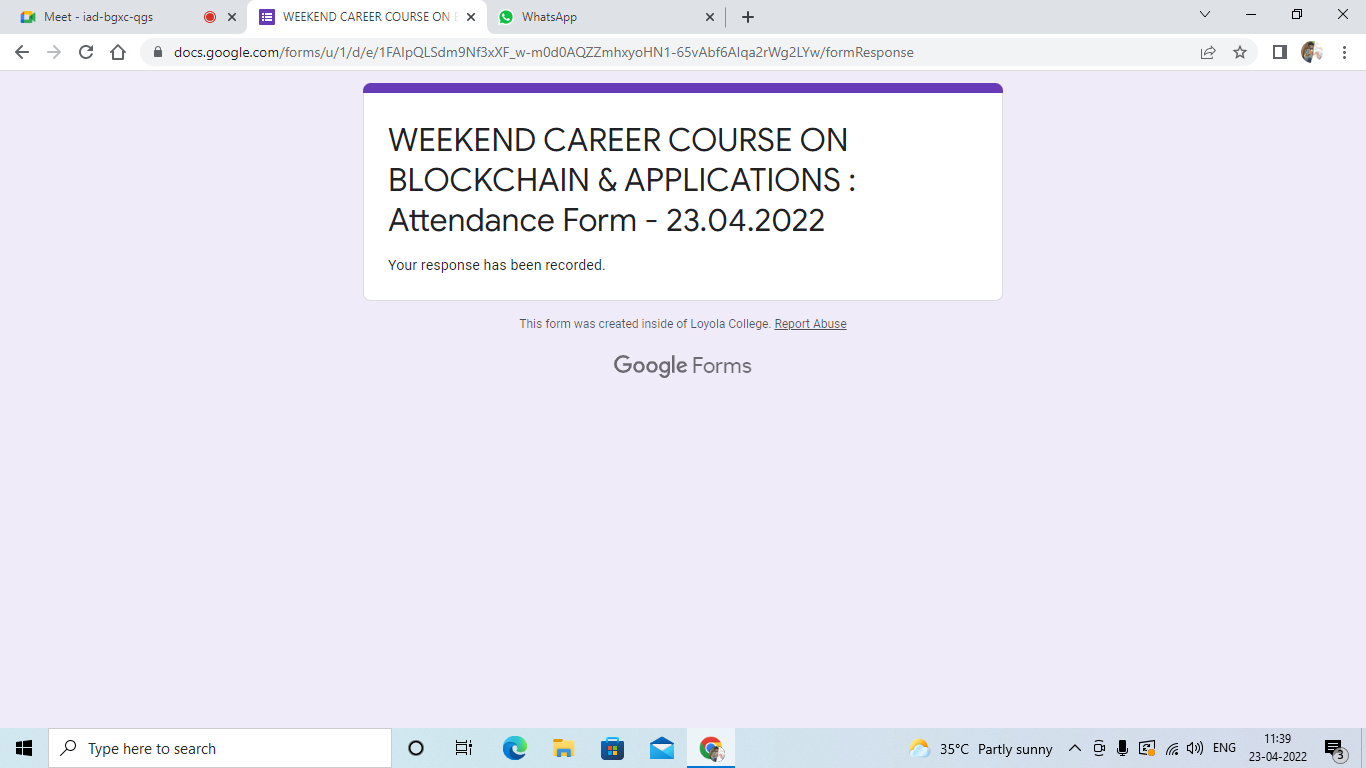 Meet - iad-bgxc-qgs
WEEKEND CAREER COURSE ON
WhatsApp
docs.google.com/forms/u/1/d/e/1FAIpQLSdm9Nf3xXF_w-m0d0AQZZmhxyoHN1-65vAbf6Alqa2rWg2LYw/formResponse
WEEKEND CAREER COURSE ON
BLOCKCHAIN & APPLICATIONS :
Attendance Form - 23.04.2022
Your response has been recorded.
This form was created inside of Loyola College. Report Abuse
Google Forms
Type here to search
35°C Partly sunny
ENG
11:39
23-04-2022
3